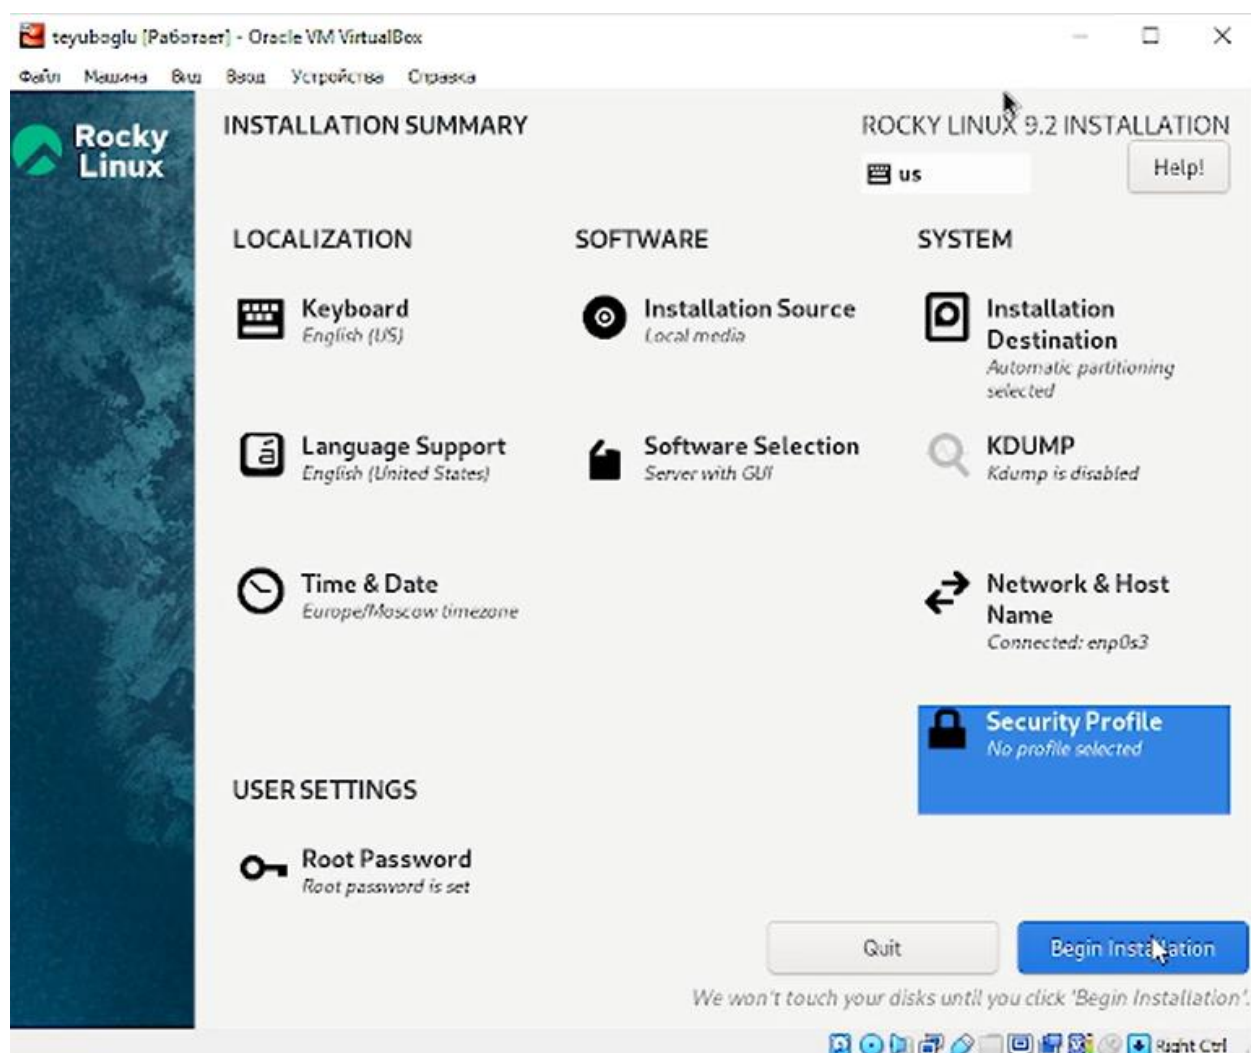 teyuboglu [Работает] - Oracle VM VirtualBox
Файл Машина Вид Ввод Устройства Справка
Rocky
Linux
INSTALLATION SUMMARY
ROCKY LINUX 9.2 INSTALLATION
us
Help!
LOCALIZATION
SOFTWARE
SYSTEM
Keyboard
English (US)
Installation Source
Local media
Installation
Destination
Automatic partitioning
selected
Language Support
English (United States)
Software Selection
Server with GUI
KDUMP
Kdump is disabled
Time & Date
Europe/Moscow timezone
Network & Host
Name
Connected: enp0s3
Security Profile
No profile selected
USER SETTINGS
Root Password
Root password is set
Quit
Begin Installation
We won't touch your disks until you click 'Begin Installation'.
Right Ctrl